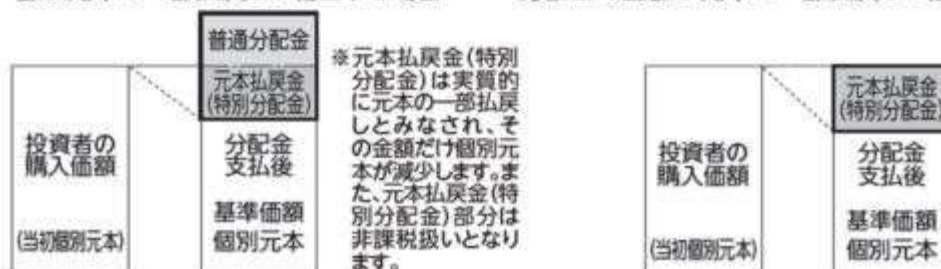 普通分配金
元本払戻金
(特別分配金)
投資者の
購入価額
(当初個別元本)
分配金
支払後
基準価額
個別元本
※元本払戻金(特別
分配金)は実質的
に元本の一部払戻
しとみなされ、そ
の金額だけ個別元
本が減少します。ま
た、元本払戻金(特
別分配金)部分は
非課税扱いとなり
ます。
投資者の
購入価額
(当初個別元本)
元本払戻金
(特別分配金)
分配金
支払後
基準価額
個別元本